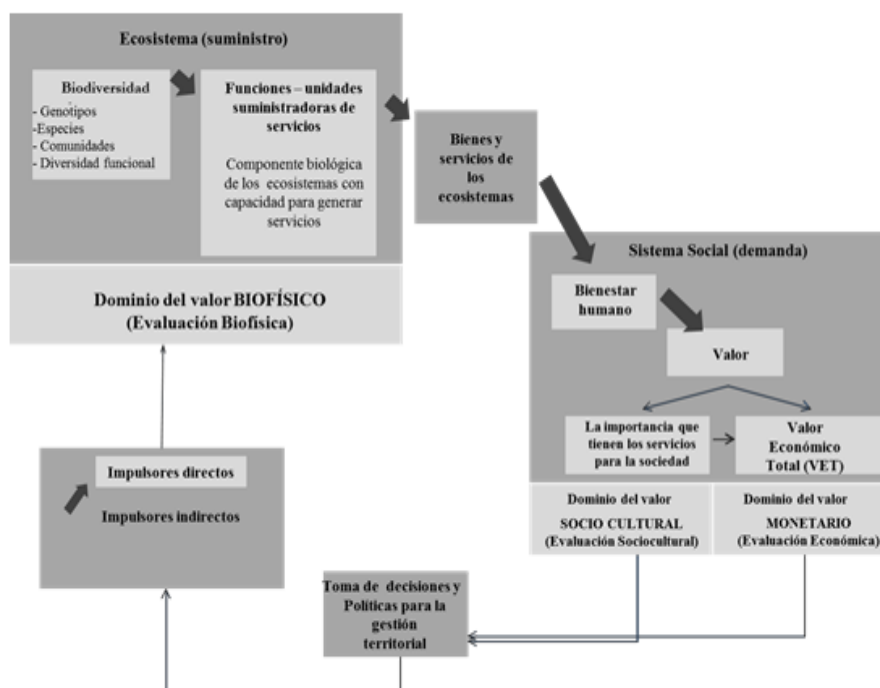 Ecosistema (suministro)
Biodiversidad
- Genotipos
-Especies
- Comunidades
- Diversidad funcional
Funciones – unidades
suministradoras de
servicios
Componente biológica
de los ecosistemas con
capacidad para generar
servicios
Bienes y
servicios de
los
ecosistemas
Dominio del valor BIOFÍSICO
(Evaluación Biofísica)
Sistema Social (demanda)
Bienestar
humano
Valor
La importancia que
tienen los servicios
para la sociedad
Valor
Económico
Total (VET)
Dominio del valor
SOCIO CULTURAL
(Evaluación Sociocultural)
Dominio del valor
MONETARIO
(Evaluación Económica)
Impulsores directos
Impulsores indirectos
Toma de decisiones y
Políticas para la
gestión
territorial